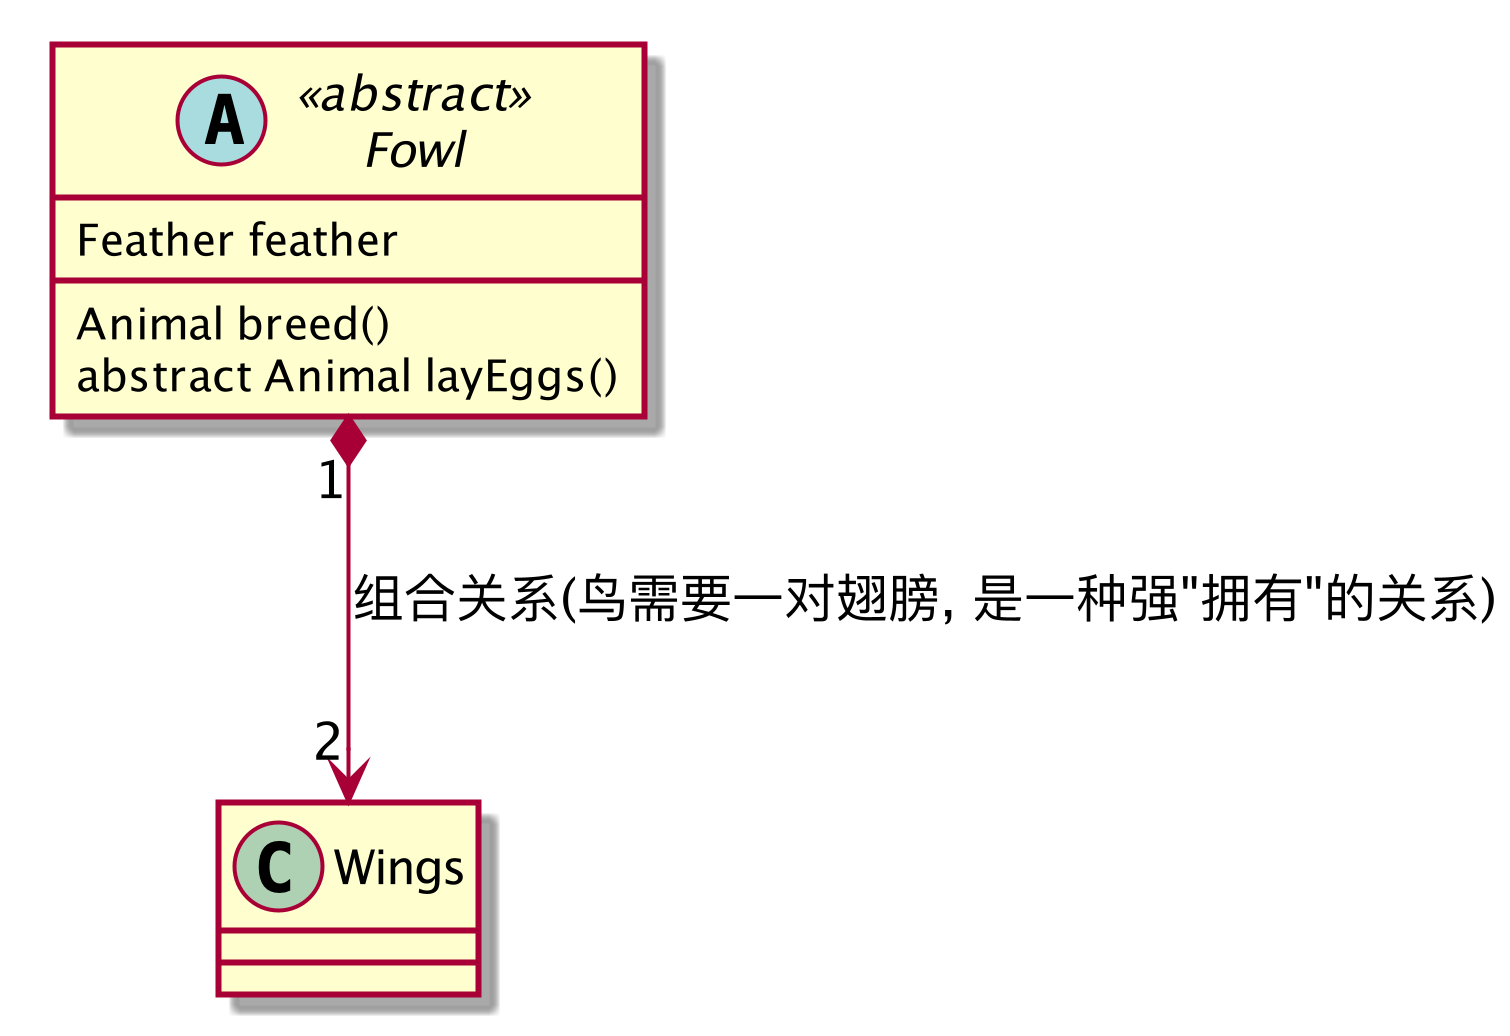 A
«abstract»
Fowl
Feather feather
Animal breed()
abstract Animal layEggs()
1
组合关系(鸟需要一对翅膀, 是一种强"拥有"的关系)
2
C Wings